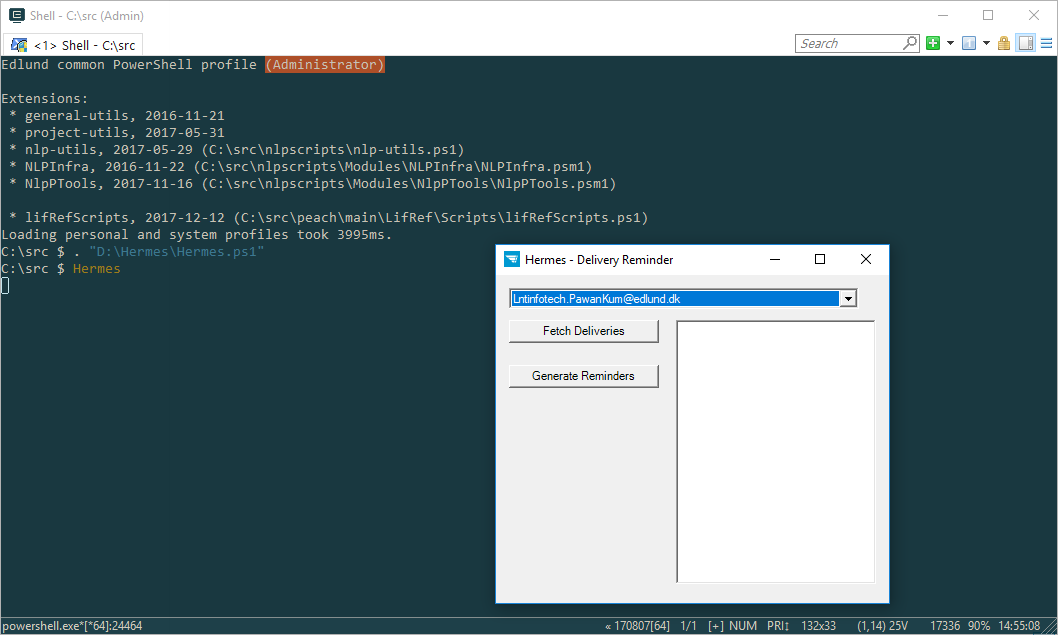 Shell - C:\src (Admin)
<1> Shell - C:\src
Search
Edlund common PowerShell profile (Administrator)
Extensions:
* general-utils, 2016-11-21
* project-utils, 2017-05-31
* nlp-utils, 2017-05-29 (C:\src\nlpscripts\nlp-utils.ps1)
* NLPInfra, 2016-11-22 (C:\src\nlpscripts\Modules\NLPInfra\NLPInfra.psm1)
* NlpPTools, 2017-11-16 (C:\src\nlpscripts\Modules\NlpPTools\NlpPTools.psm1)
* lifRefScripts, 2017-12-12 (C:\src\peach\main\LifRef\Scripts\lifRefScripts.ps1)
Loading personal and system profiles took 3995ms.
C:\src $ . "D:\Hermes\Hermes.ps1"
C:\src $ Hermes
Hermes - Delivery Reminder
Lntinfotech.PawanKum@edlund.dk
Fetch Deliveries
Generate Reminders
powershell.exe*[*64]:24464 « 170807[64] 1/1 [+] NUM PRI↕ 132x33 (1,14) 25V 17336 90% 14:55:08